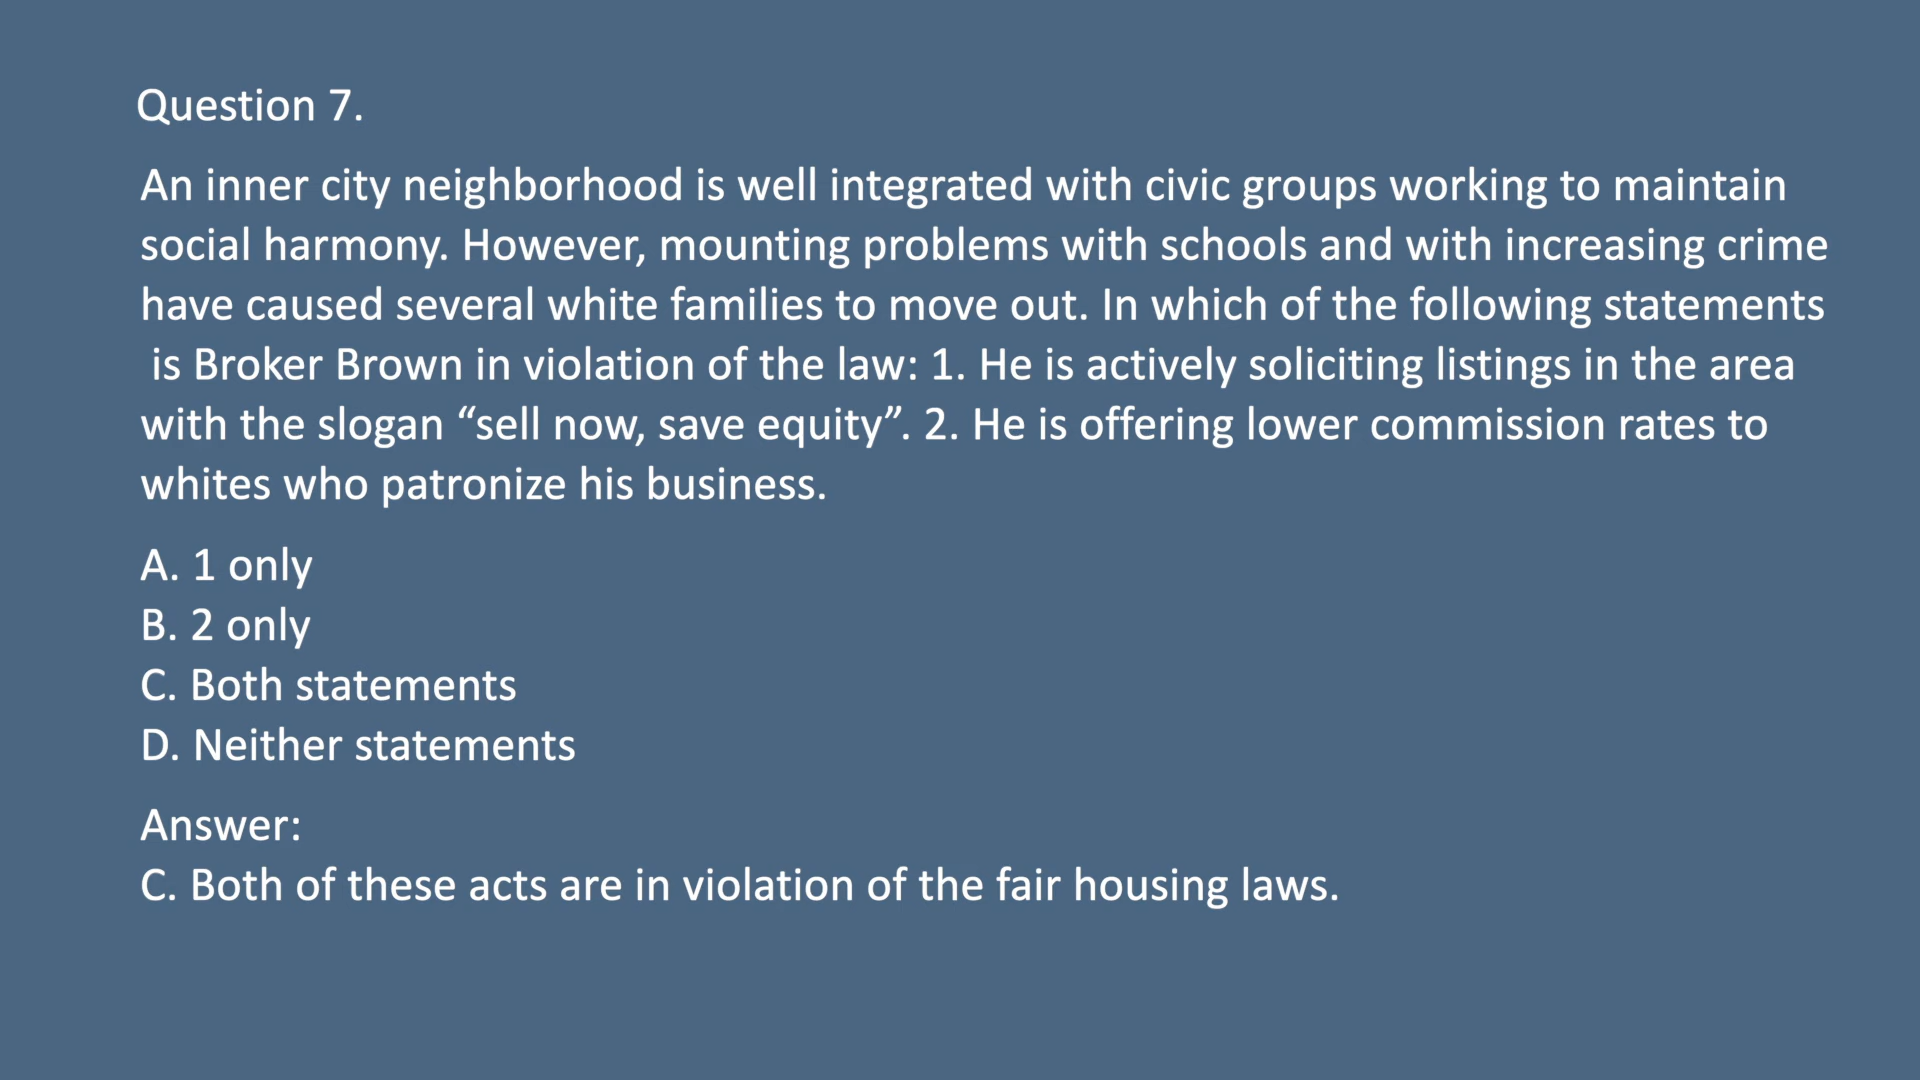 Question 7.
An inner city neighborhood is well integrated with civic groups working to maintain
social harmony. However, mounting problems with schools and with increasing crime
have caused several white families to move out. In which of the following statements
is Broker Brown in violation of the law: 1. He is actively soliciting listings in the area
with the slogan “sell now, save equity”. 2. He is offering lower commission rates to
whites who patronize his business.
A. 1 only
B. 2 only
C. Both statements
D. Neither statements
Answer:
C. Both of these acts are in violation of the fair housing laws.